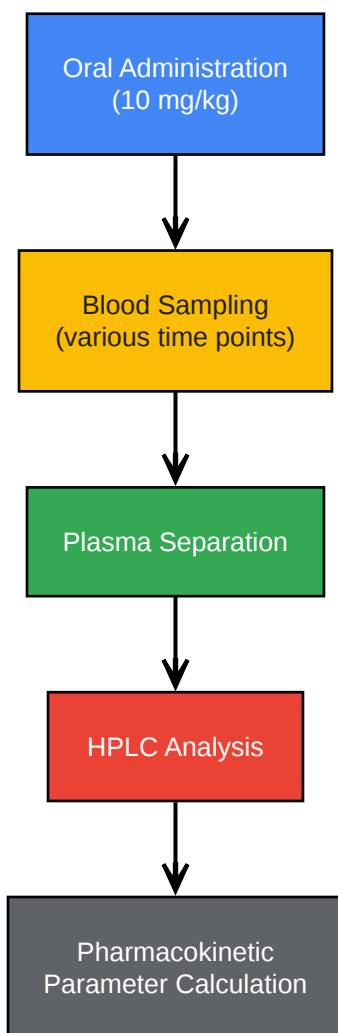 Oral Administration
(10 mg/kg)
Blood Sampling
(various time points)
Plasma Separation
HPLC Analysis
Pharmacokinetic
Parameter Calculation